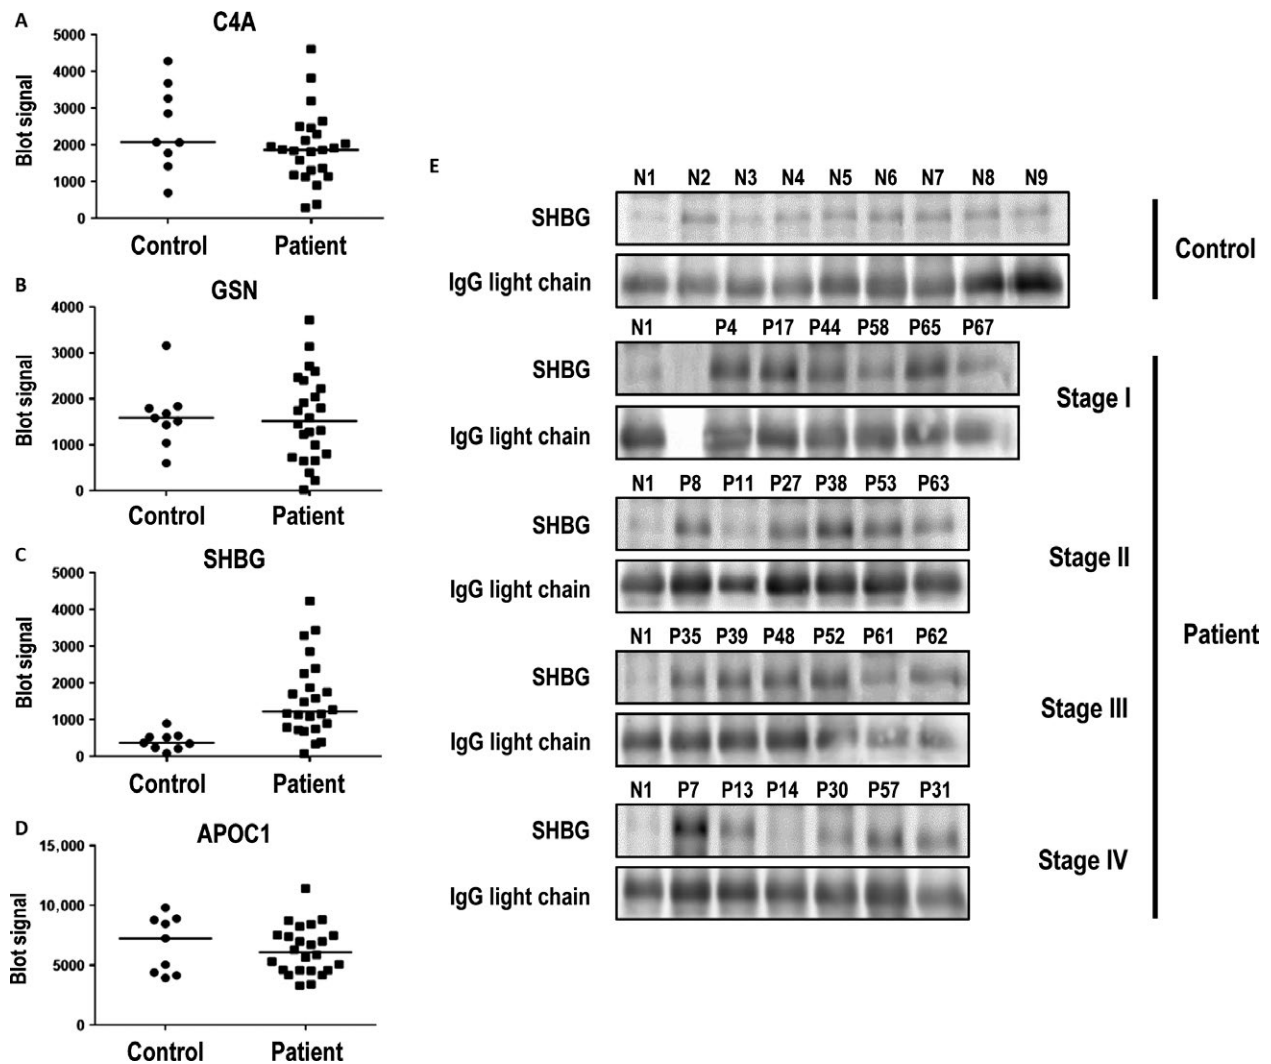 A
C4A
5000
4000
3000
2000
1000
0
Blot signal
Control Patient
B
GSN
4000
3000
2000
1000
0
Blot signal
Control Patient
C
SHBG
5000
4000
3000
2000
1000
0
Blot signal
Control Patient
D
APOC1
15,000
10,000
5000
0
Blot signal
Control Patient
E
N1 N2 N3 N4 N5 N6 N7 N8 N9
SHBG
IgG light chain
Control
N1 P4 P17 P44 P58 P65 P67
SHBG
IgG light chain
Stage I
N1 P8 P11 P27 P38 P53 P63
SHBG
IgG light chain
Stage II
N1 P35 P39 P48 P52 P61 P62
SHBG
IgG light chain
Stage III
N1 P7 P13 P14 P30 P57 P31
SHBG
IgG light chain
Stage IV
Patient